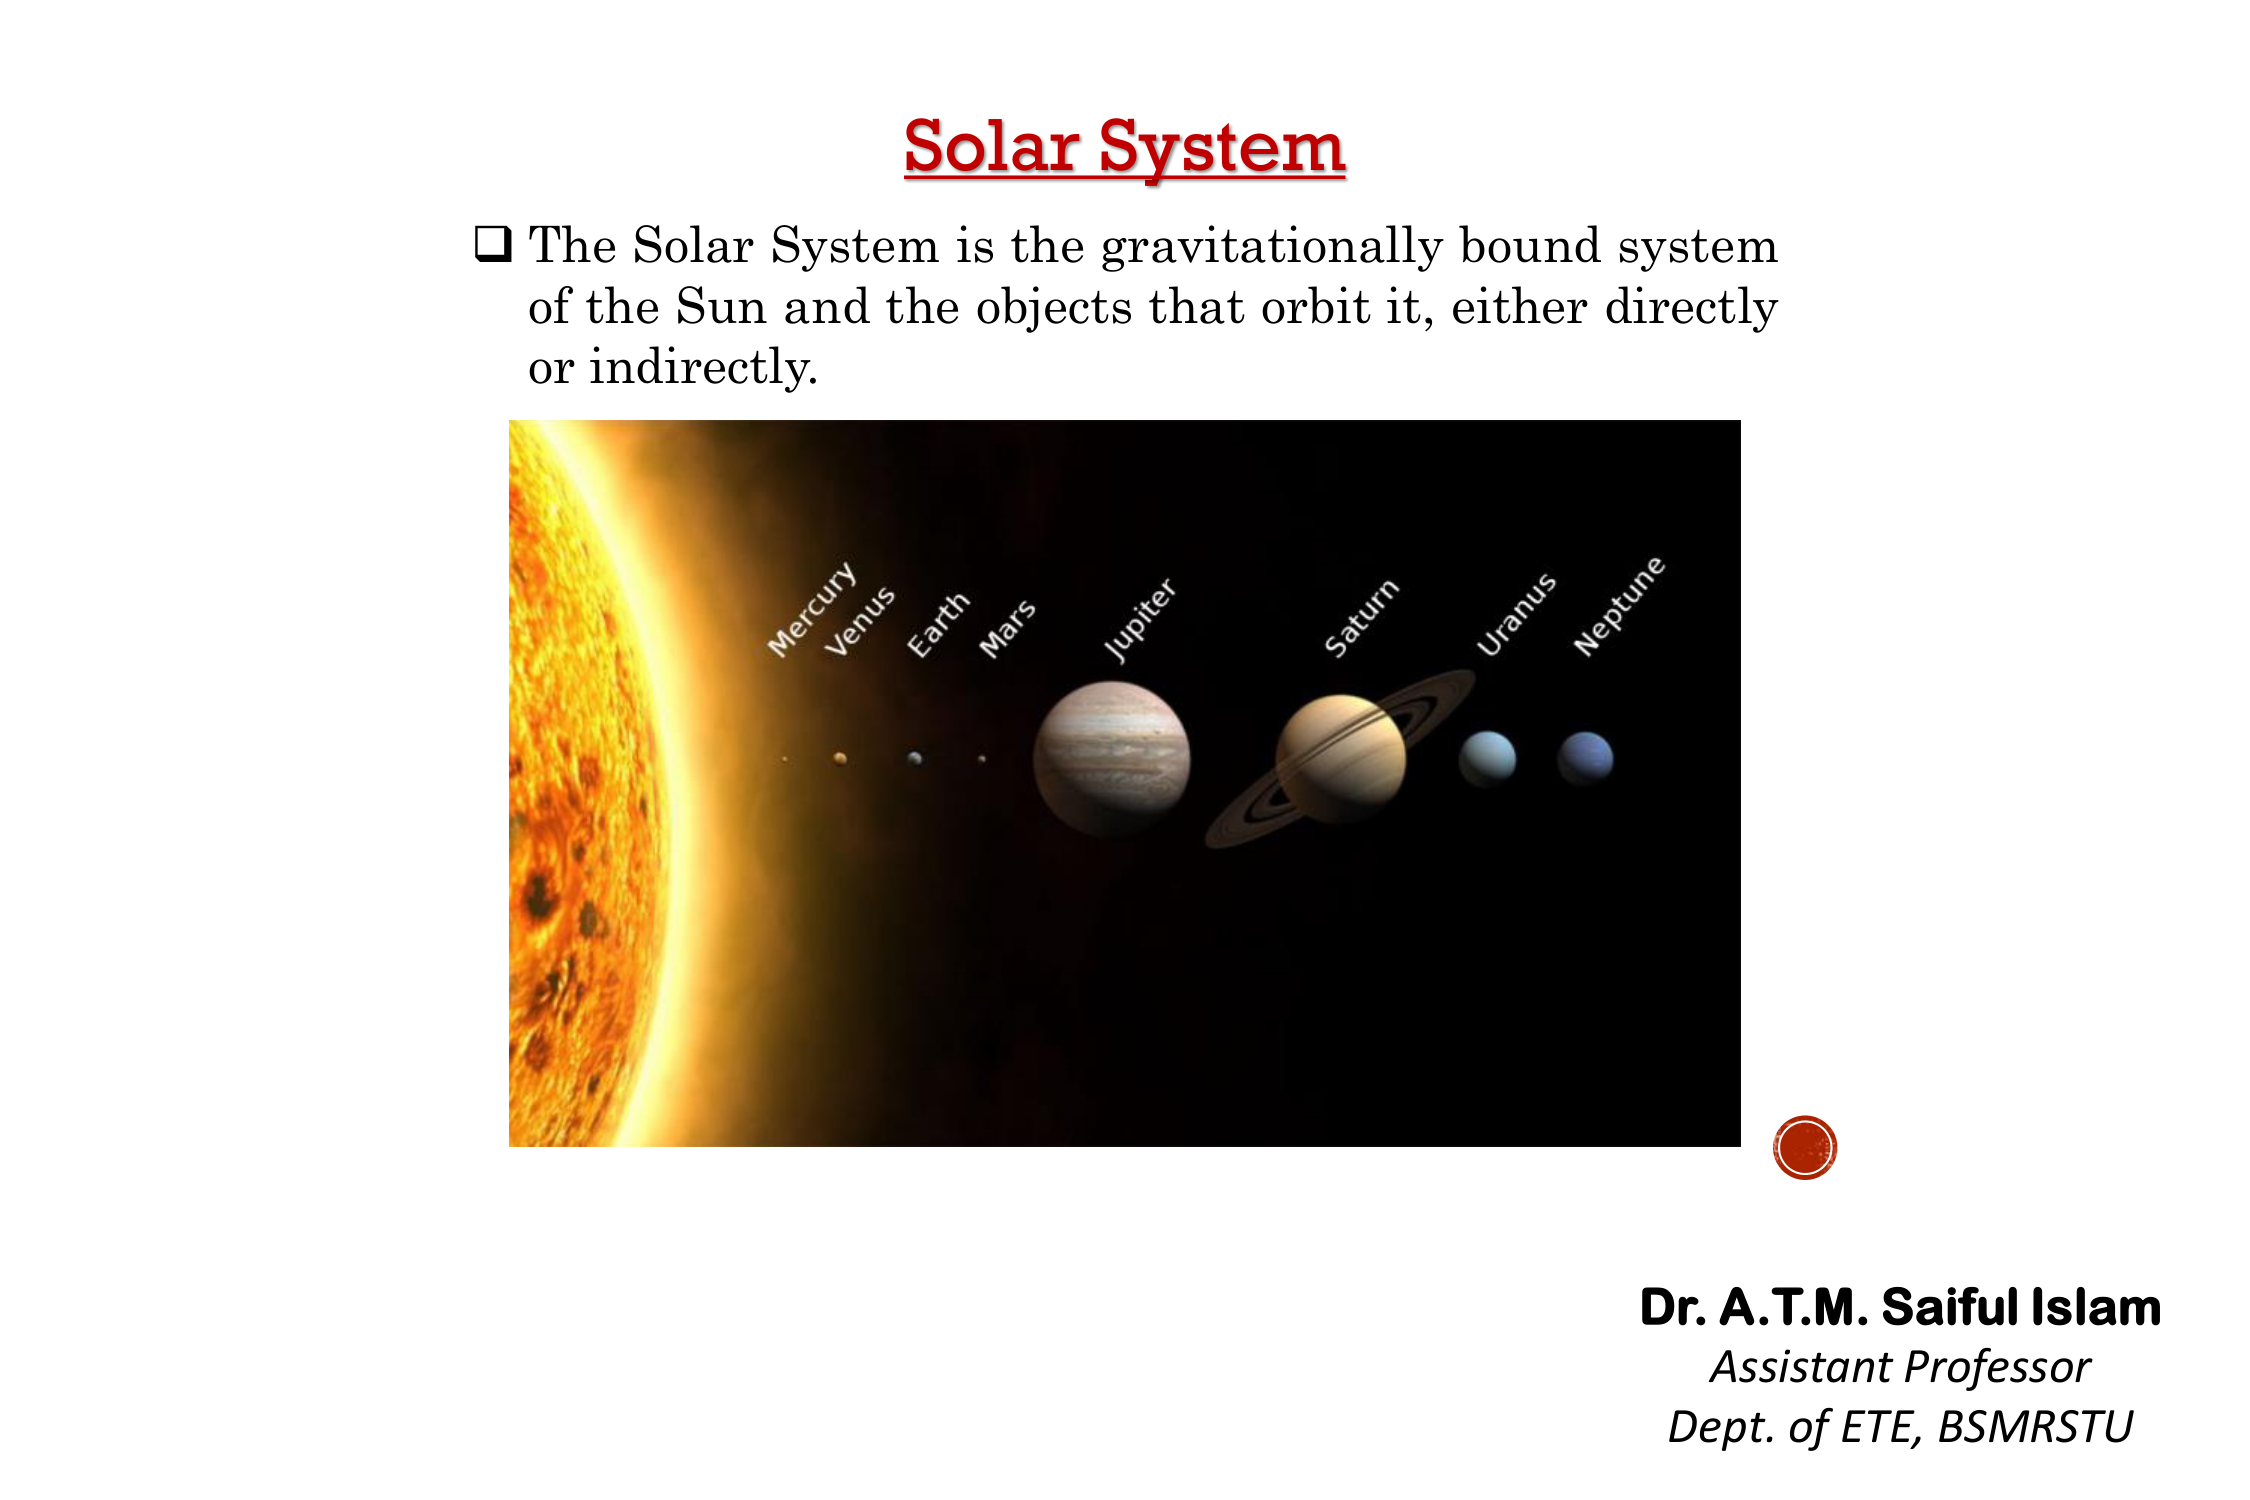 Solar System
❑ The Solar System is the gravitationally bound system
of the Sun and the objects that orbit it, either directly
or indirectly.
Mercury
Venus
Earth
Mars
Jupiter
Saturn
Uranus
Neptune
Dr. A.T.M. Saiful Islam
Assistant Professor
Dept. of ETE, BSMRSTU